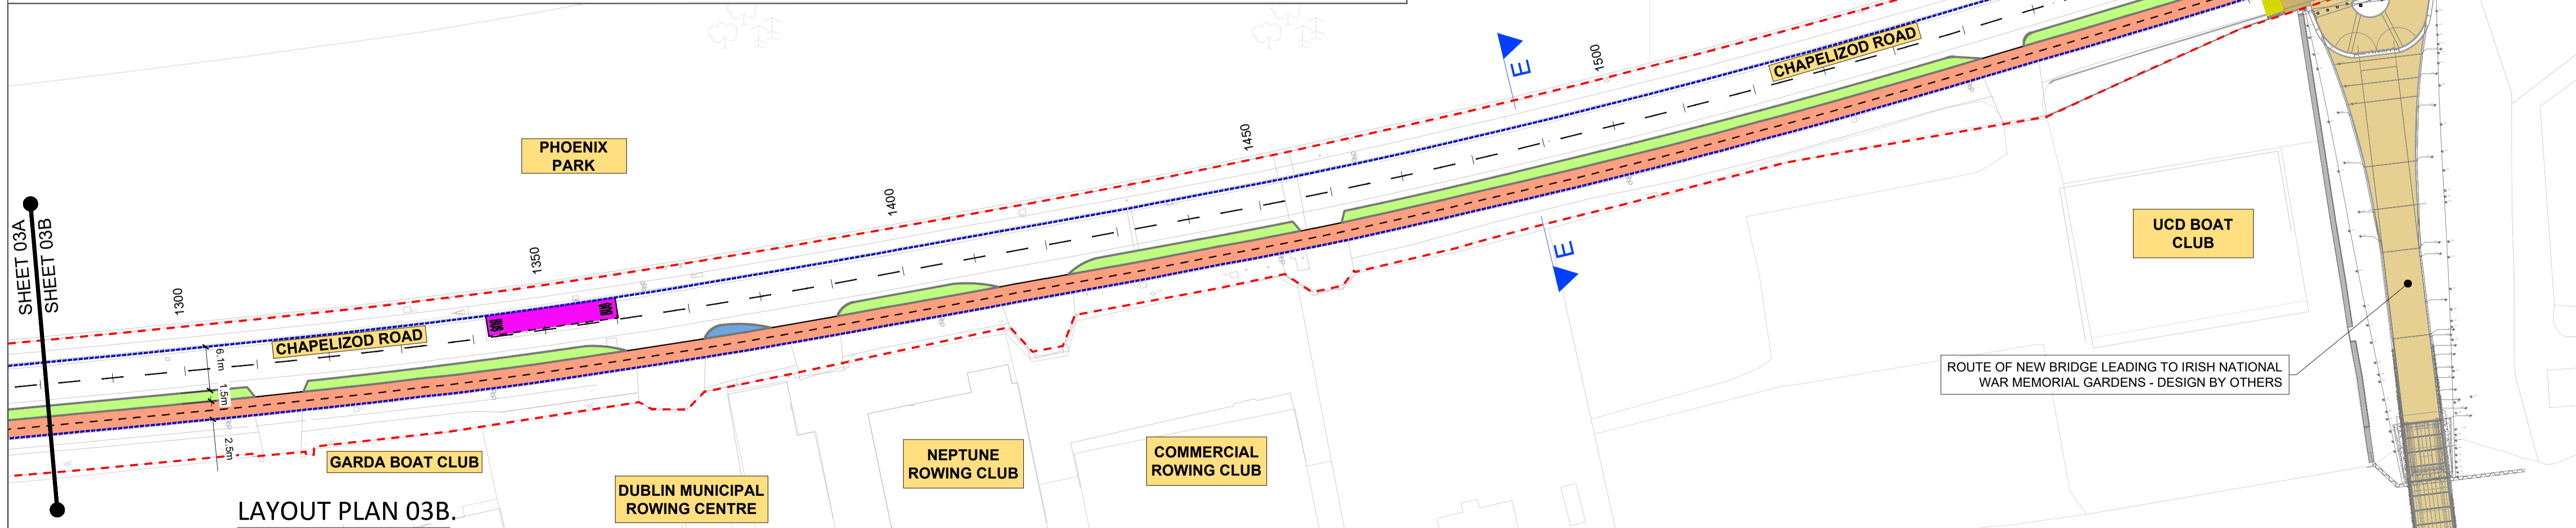 PHOENIX
PARK
CHAPELIZOD ROAD
E
1500
1450
1400
1350
1300
SHEET 03A
SHEET 03B
BUS
BUS
CHAPELIZOD ROAD
6.1m
1.5m
2.5m
E
UCD BOAT
CLUB
ROUTE OF NEW BRIDGE LEADING TO IRISH NATIONAL
WAR MEMORIAL GARDENS - DESIGN BY OTHERS
GARDA BOAT CLUB
DUBLIN MUNICIPAL
ROWING CENTRE
NEPTUNE
ROWING CLUB
COMMERCIAL
ROWING CLUB
LAYOUT PLAN 03B.